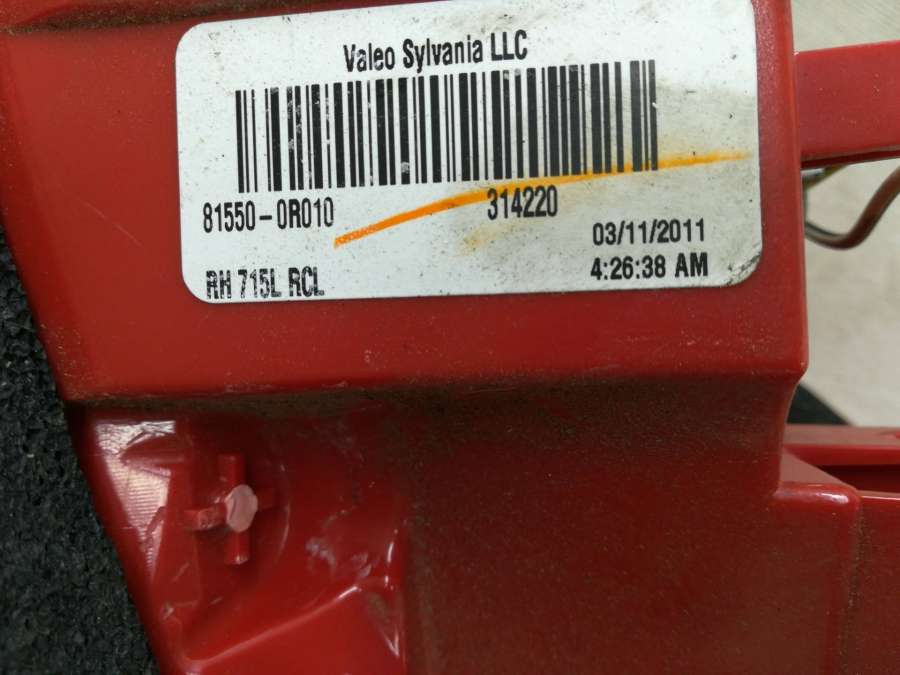 Valeo Sylvania LLC
81550-0R010
314220
03/11/2011
RH 715L RCL
4:26:38 AM